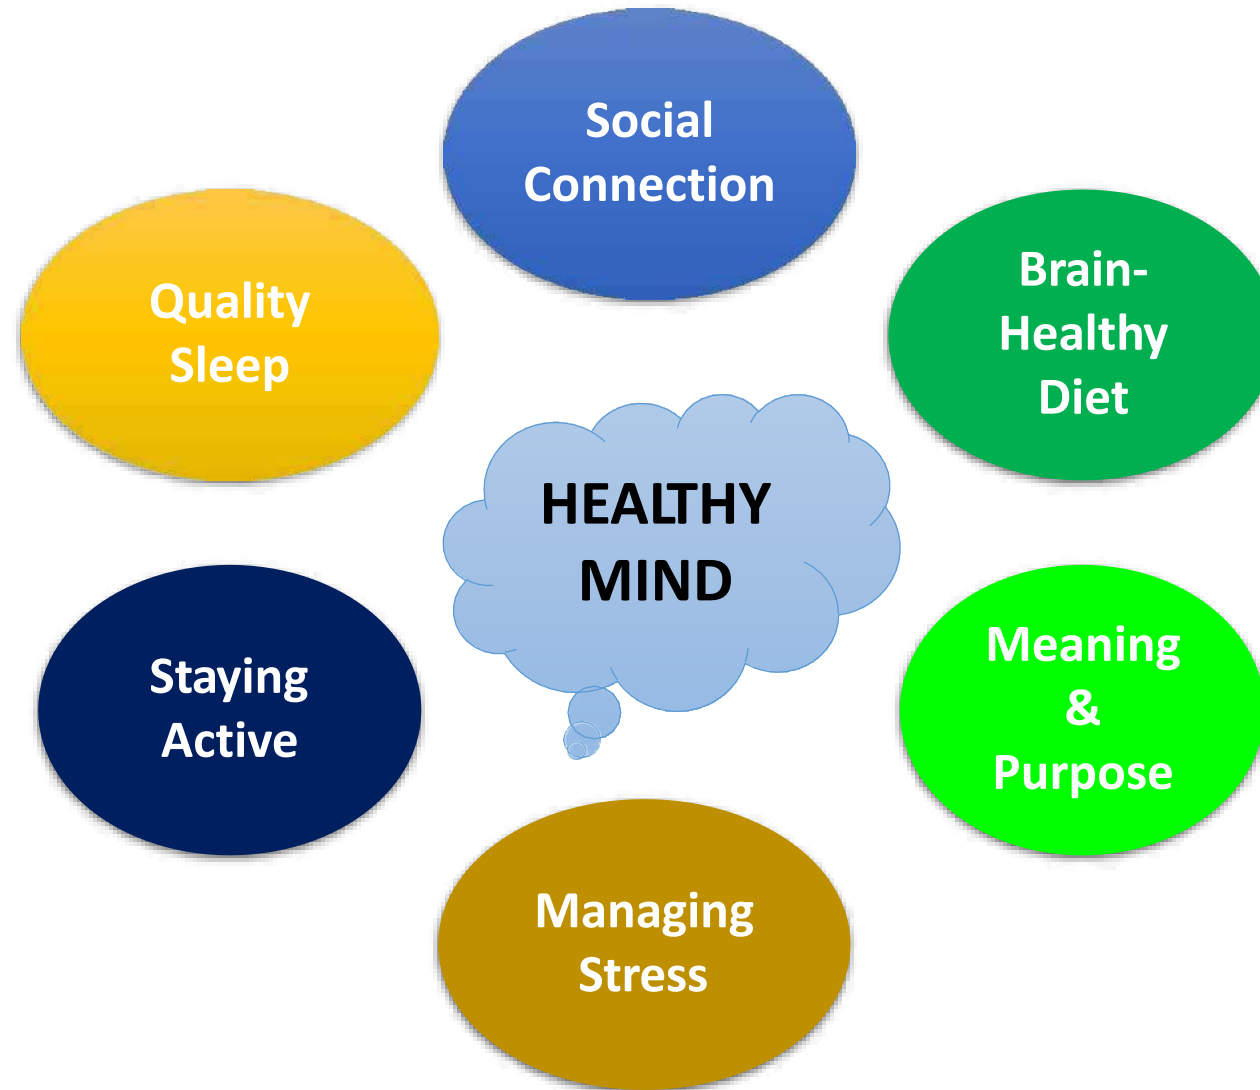 Social
Connection
Quality
Sleep
Brain-
Healthy
Diet
HEALTHY
MIND
Staying
Active
Meaning
&
Purpose
Managing
Stress